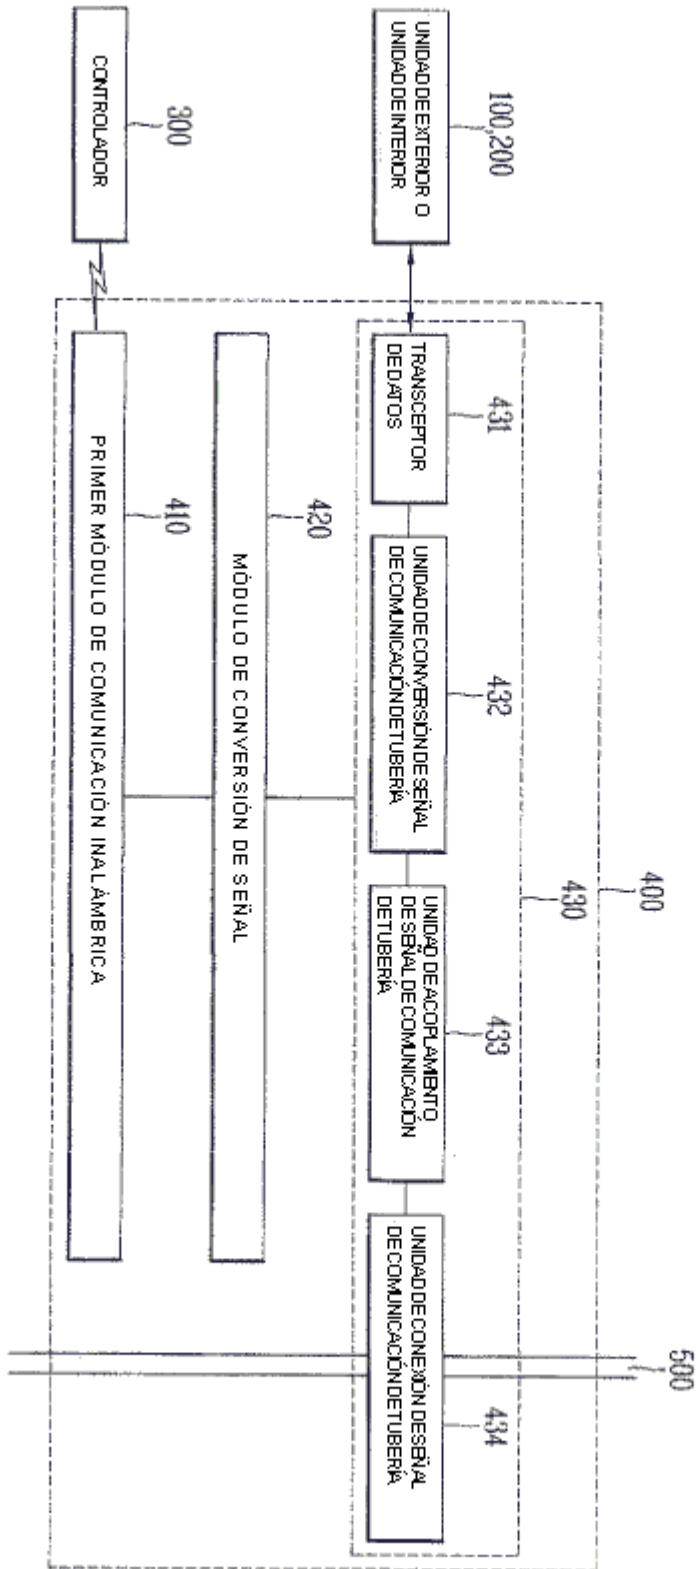 500
400
430
100,200
431
432
433
434
UNIDAD DE EXTERIOR O
UNIDAD DE INTERIOR
TRANSCEPTOR
DE DATOS
UNIDAD DE CONVERSIÓN DE SEÑAL
DE COMUNICACIÓN DE TUBERÍA
UNIDAD DE ACOPLAMENTO
DE SEÑAL DE COMUNICACIÓN
DE TUBERÍA
UNIDAD DE CONEXIÓN DE SEÑAL
DE COMUNICACIÓN DE TUBERÍA
420
MÓDULO DE CONVERSIÓN DE SEÑAL
300
410
CONTROLADOR
PRIMER MÓDULO DE COMUNICACIÓN INALÁMBRICA